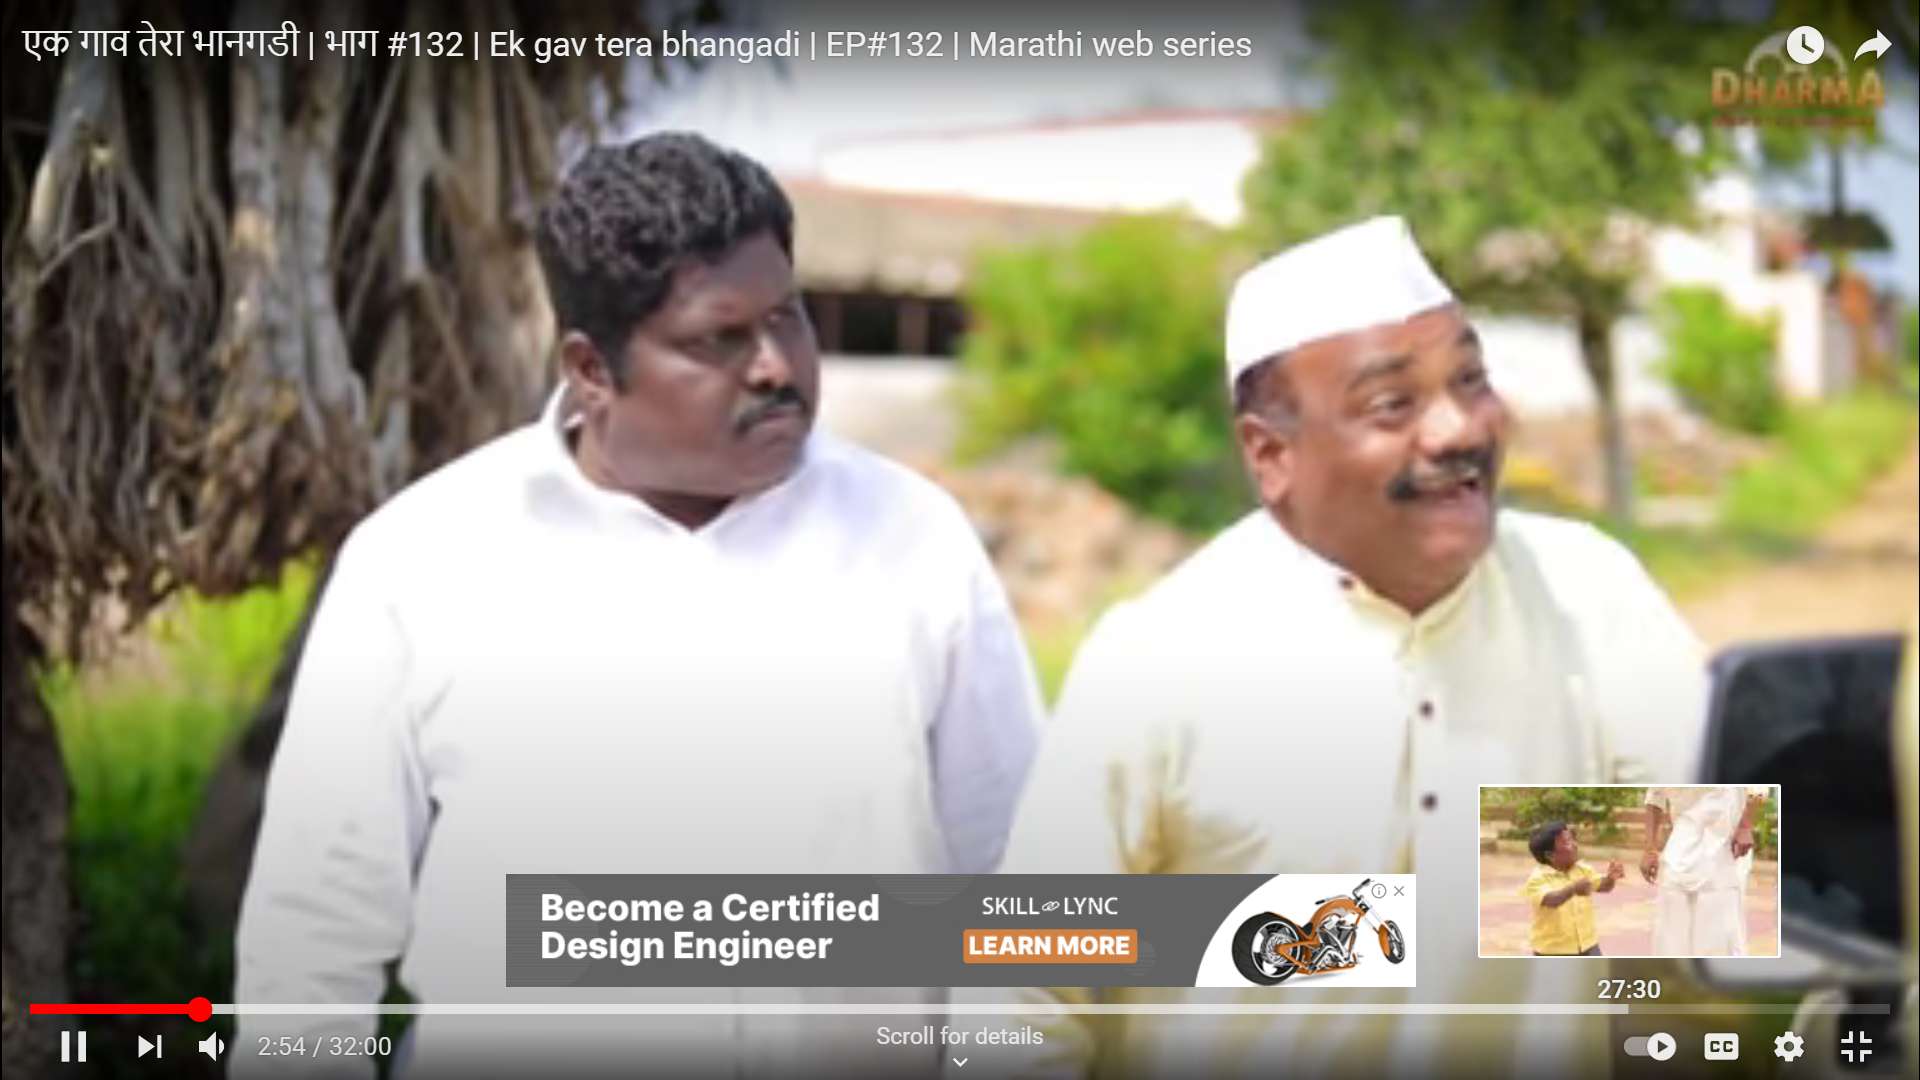 एक गाव तेरा भानगडी | भाग #132 | Ek gav tera bhangadi | EP#132 | Marathi web series
DHARMA
Become a Certified
Design Engineer
SKILL LYNC
LEARN MORE
27:30
2:54 / 32:00
Scroll for details
CC